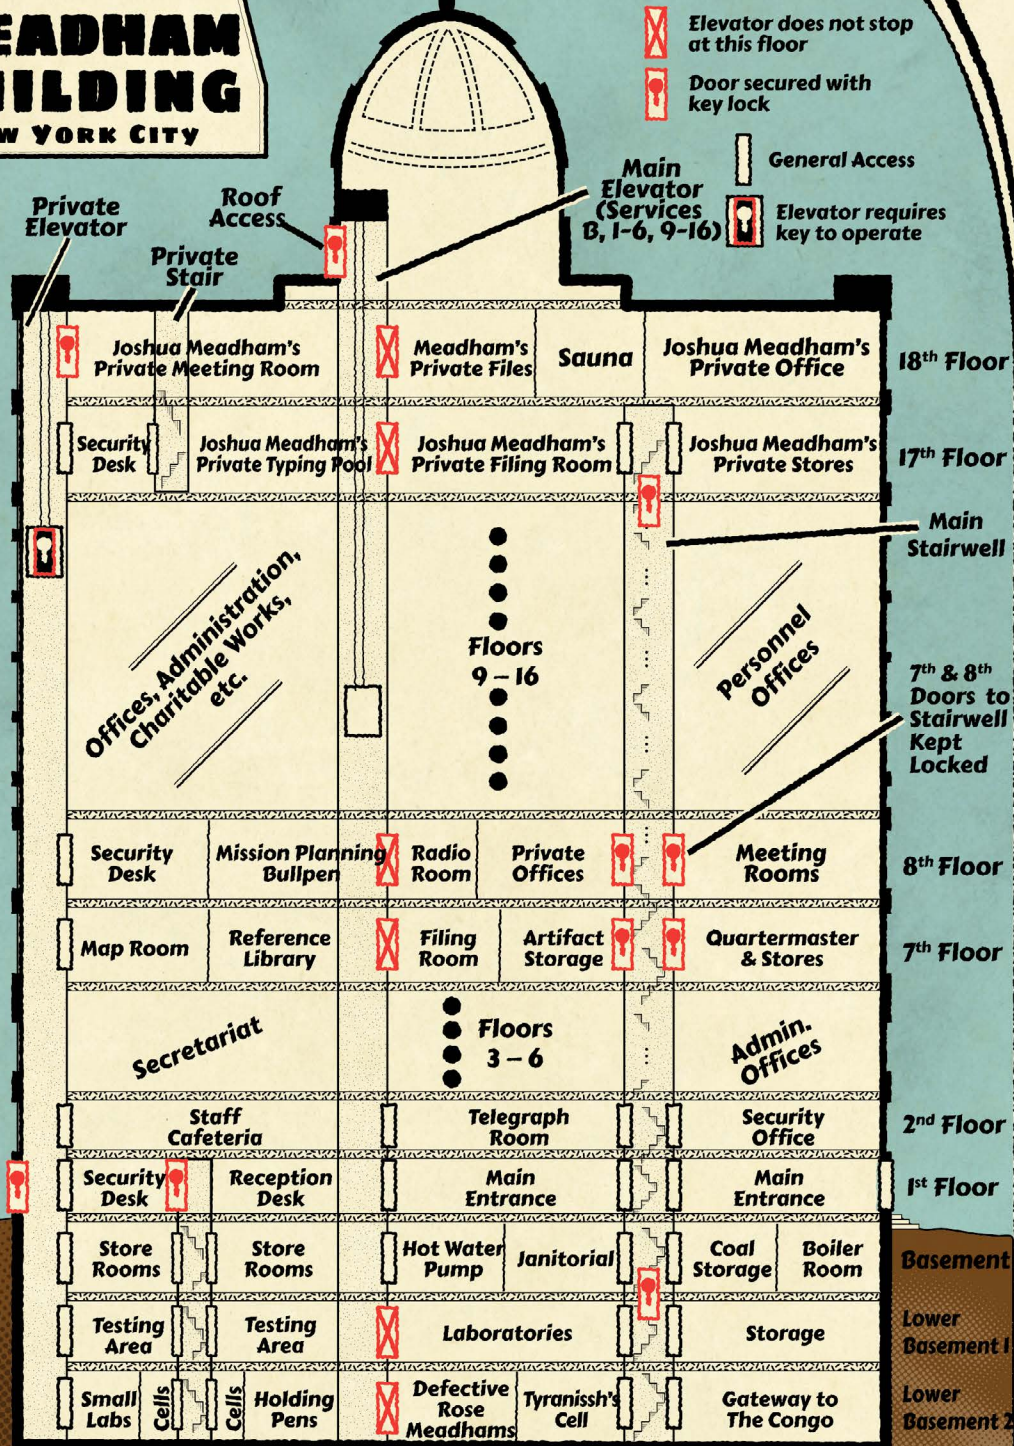 EADHAM
ILDING
W YORK CITY
Elevator does not stop
at this floor
Door secured with
key lock
General Access
Elevator requires
key to operate
Main
Elevator
(Services
B, 1-6, 9-16)
Roof
Access
Private
Elevator
Private
Stair
Joshua Meadham's
Private Meeting Room
Meadham's
Private Files
Sauna
Joshua Meadham's
Private Office
18th Floor
Security
Desk
Joshua Meadham's
Private Typing Pool
Joshua Meadham's
Private Filing Room
Joshua Meadham's
Private Stores
17th Floor
Main
Stairwell
Offices, Administration,
Charitable Works,
etc.
Floors
9 – 16
Personnel
Offices
7th & 8th
Doors to
Stairwell
Kept
Locked
Security
Desk
Mission Planning
Bullpen
Radio
Room
Private
Offices
Meeting
Rooms
8th Floor
Map Room
Reference
Library
Filing
Room
Artifact
Storage
Quartermaster
& Stores
7th Floor
Secretariat
Floors
3 – 6
Admin.
Offices
Staff
Cafeteria
Telegraph
Room
Security
Office
2nd Floor
Security
Desk
Reception
Desk
Main
Entrance
Main
Entrance
1st Floor
Store
Rooms
Store
Rooms
Hot Water
Pump
Janitorial
Coal
Storage
Boiler
Room
Basement
Testing
Area
Testing
Area
Laboratories
Storage
Lower
Basement 1
Small
Labs
Cells
Cells
Holding
Pens
Defective
Rose
Meadhams
Tyranissh's
Cell
Gateway to
The Congo
Lower
Basement 2